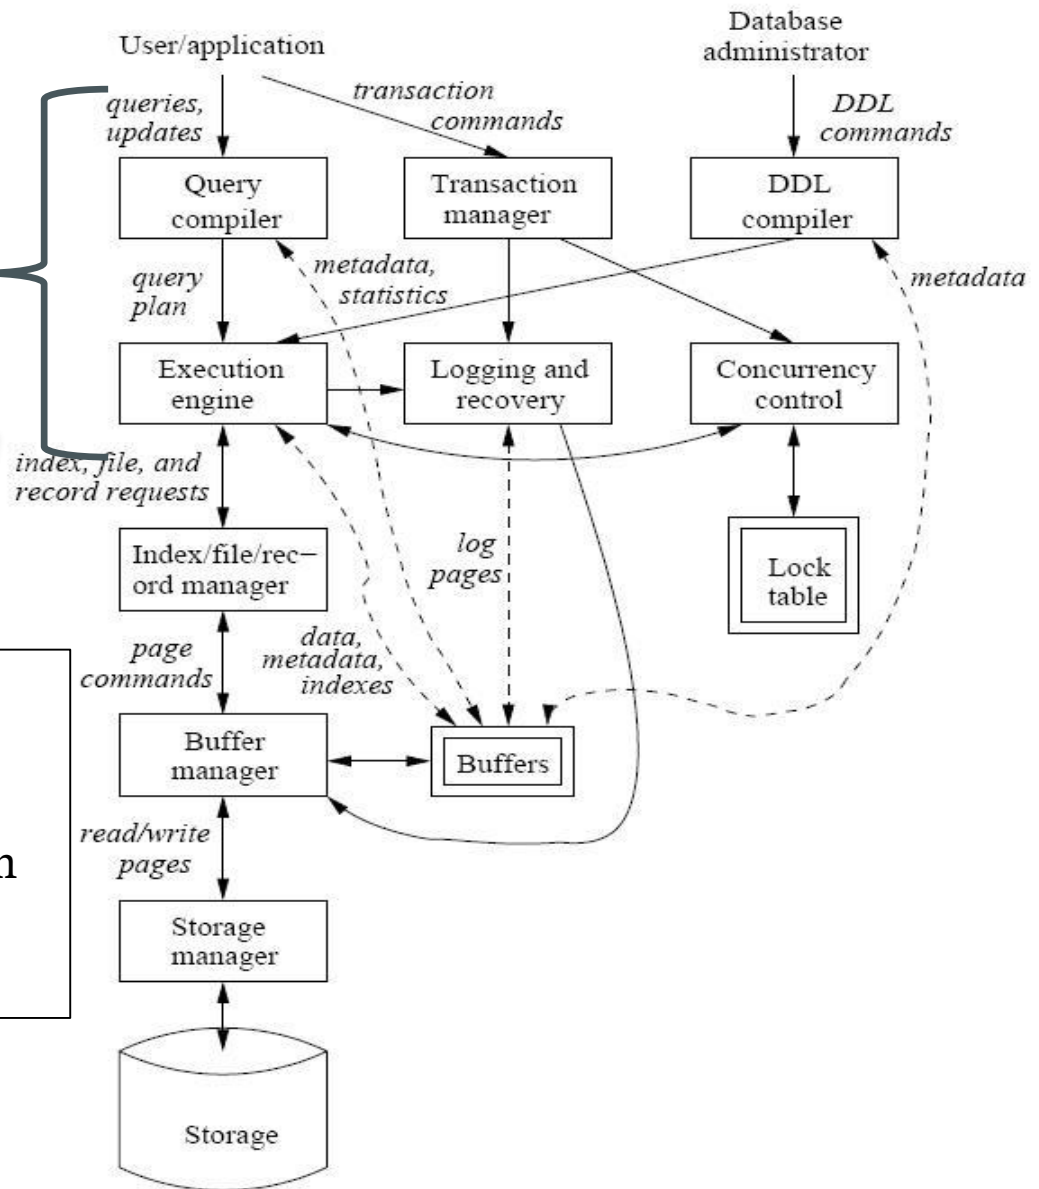 User/application
Database
administrator
queries,
updates
transaction
commands
DDL
commands
Query
compiler
Transaction
manager
DDL
compiler
query
plan
metadata,
statistics
metadata
Execution
engine
Logging and
recovery
Concurrency
control
index, file, and
record requests
Index/file/rec−
ord manager
log
pages
Lock
table
page
commands
data,
metadata,
indexes
Buffer
manager
Buffers
read/write
pages
Storage
manager
Storage